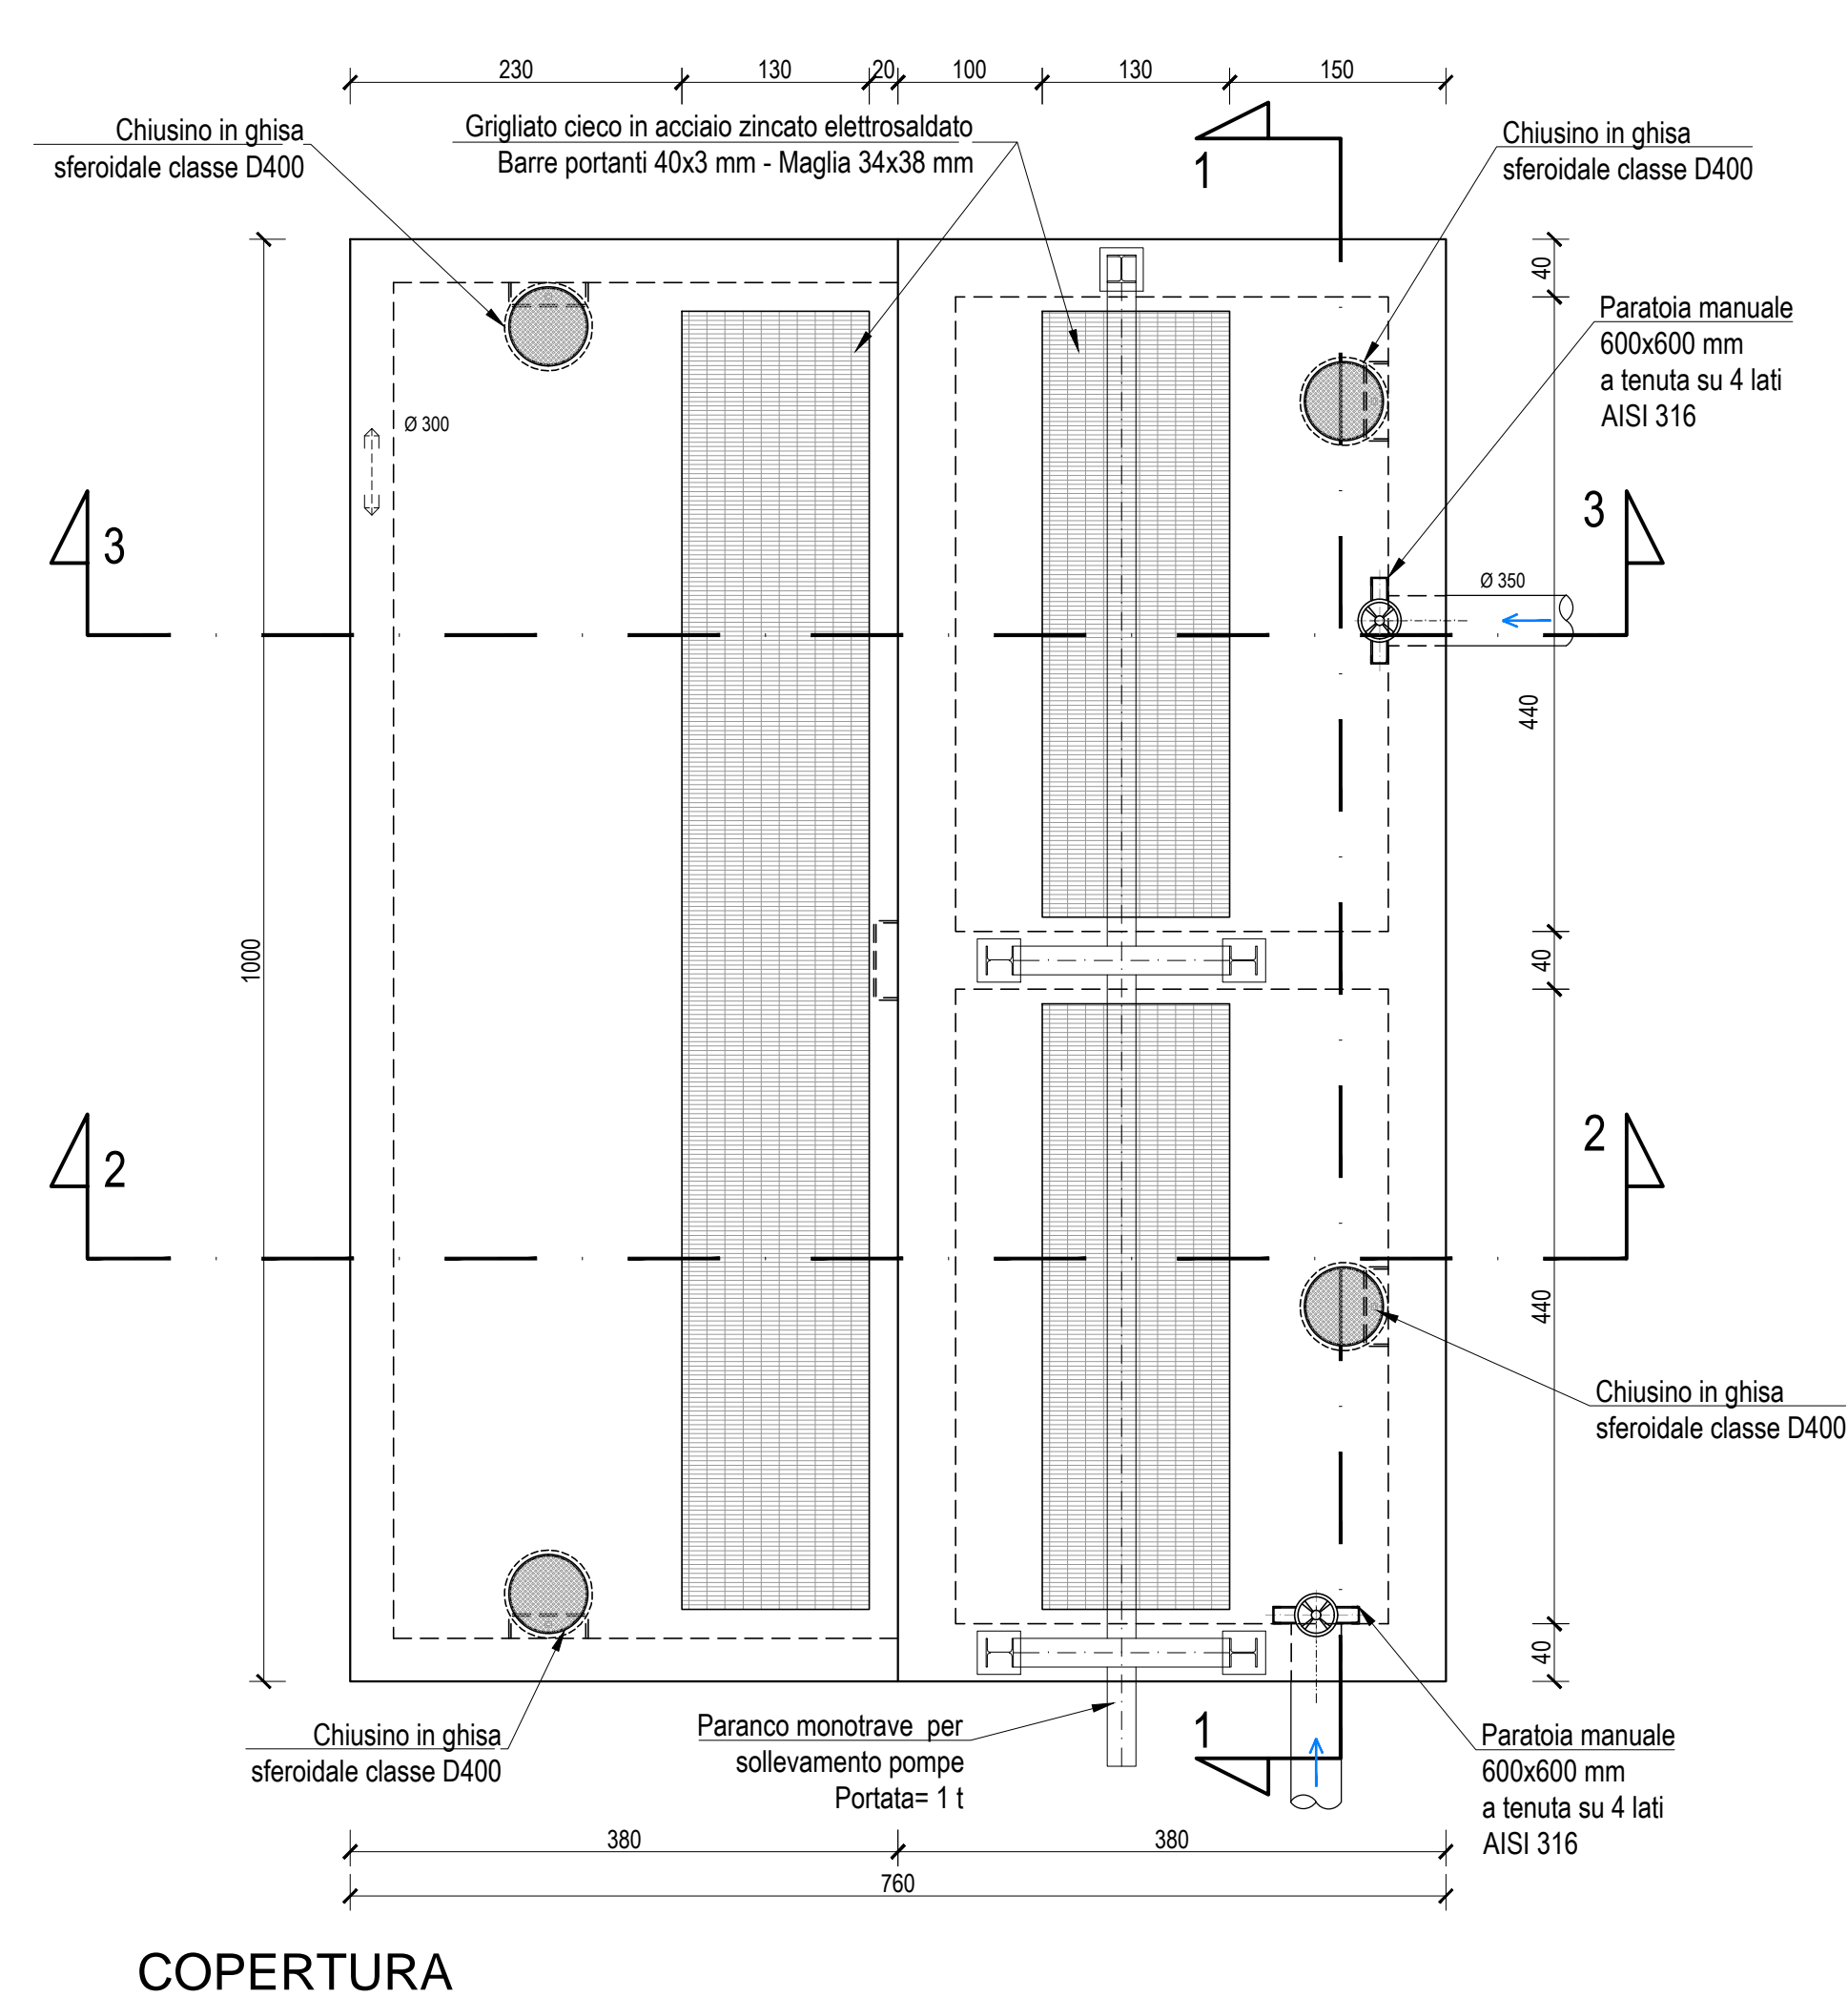 230
130
20
100
130
150
Chiusino in ghisa
sferoidale classe D400
Grigliato cieco in acciaio zincato elettrosaldato
Barre portanti 40x3 mm - Maglia 34x38 mm
1
Chiusino in ghisa
sferoidale classe D400
40
Paratoia manuale
600x600 mm
a tenuta su 4 lati
AISI 316
Ø 300
3
3
Ø 350
440
1000
40
2
2
440
Chiusino in ghisa
sferoidale classe D400
40
Chiusino in ghisa
sferoidale classe D400
Paranco monotrave per
sollevamento pompe
Portata= 1 t
1
Paratoia manuale
600x600 mm
a tenuta su 4 lati
AISI 316
380
380
760
COPERTURA